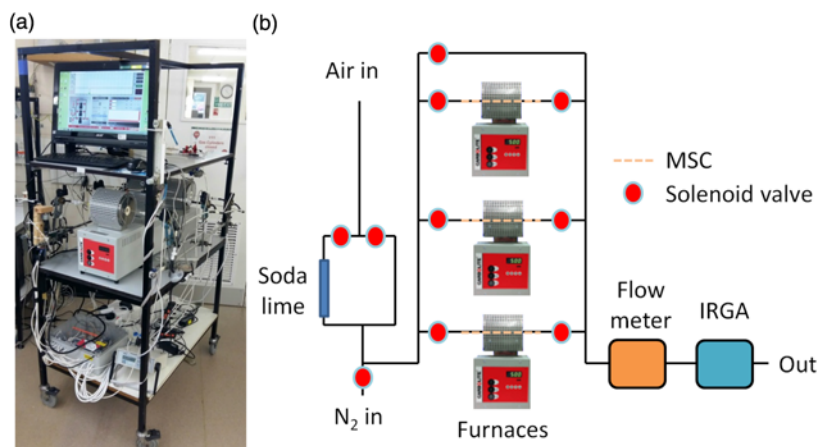 (a)
(b)
Air in
Soda
lime
N₂ in
Furnaces
MSC
Solenoid valve
Flow
meter
IRGA
Out